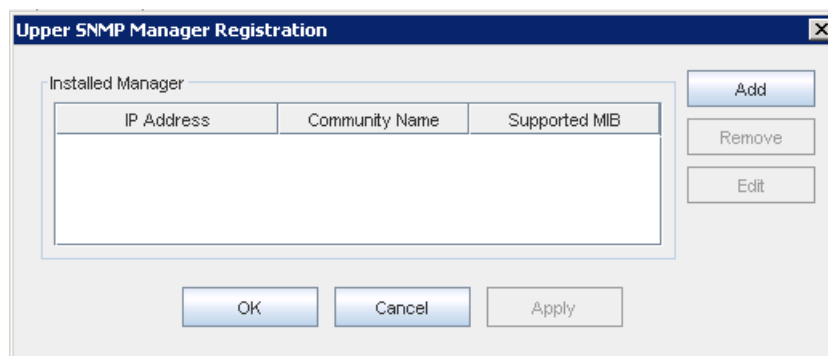 Upper SNMP Manager Registration
Installed Manager
Add
IP Address Community Name Supported MIB
Remove
Edit
OK Cancel Apply